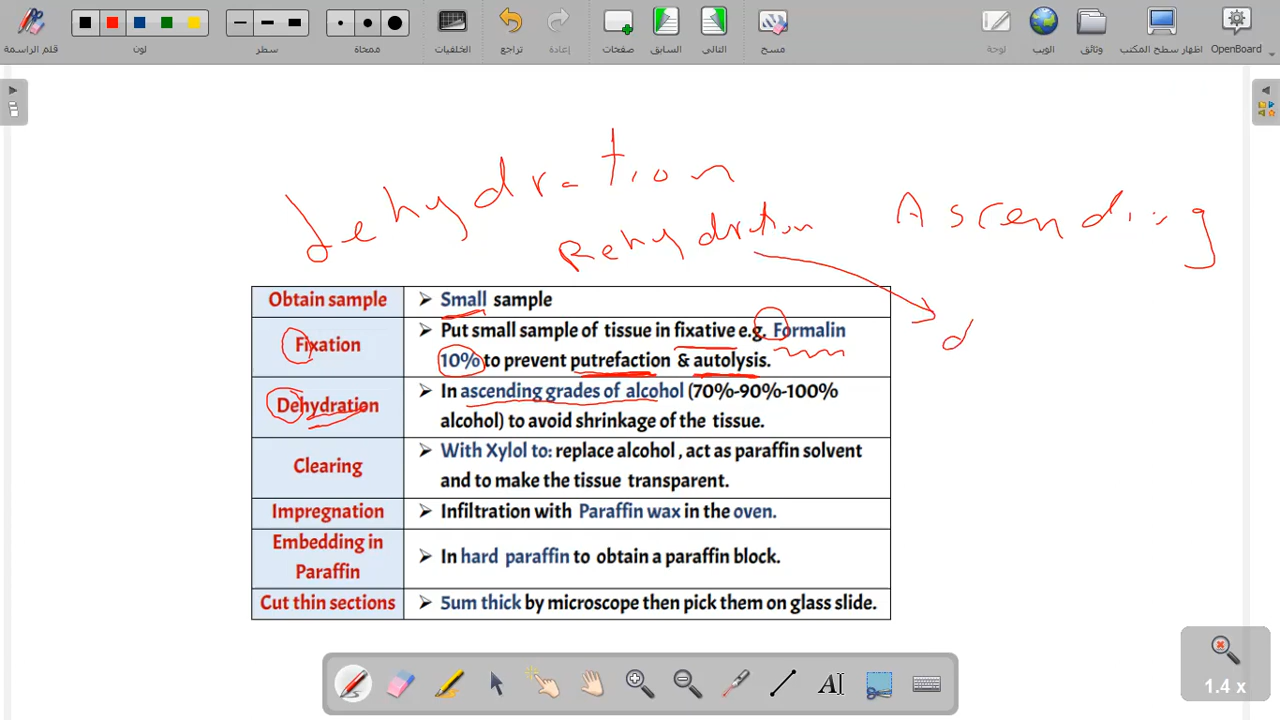 قلم الراسمة
لون
سطر
ممحاة
الخلفيات
تراجع
إعادة
صفحات
السابق
التالي
مسح
لوحة
الويب
وثائق
اظهار سطح المكتب
OpenBoard
dehydration
Rehydration
Ascending
d
Obtain sample
Small sample
Fixation
Put small sample of tissue in fixative e.g. Formalin
10% to prevent putrefaction & autolysis.
Dehydration
In ascending grades of alcohol (70%-90%-100%
alcohol) to avoid shrinkage of the tissue.
Clearing
With Xylol to: replace alcohol , act as paraffin solvent
and to make the tissue transparent.
Impregnation
Infiltration with Paraffin wax in the oven.
Embedding in
Paraffin
In hard paraffin to obtain a paraffin block.
Cut thin sections
5um thick by microscope then pick them on glass slide.
AI
1.4 x